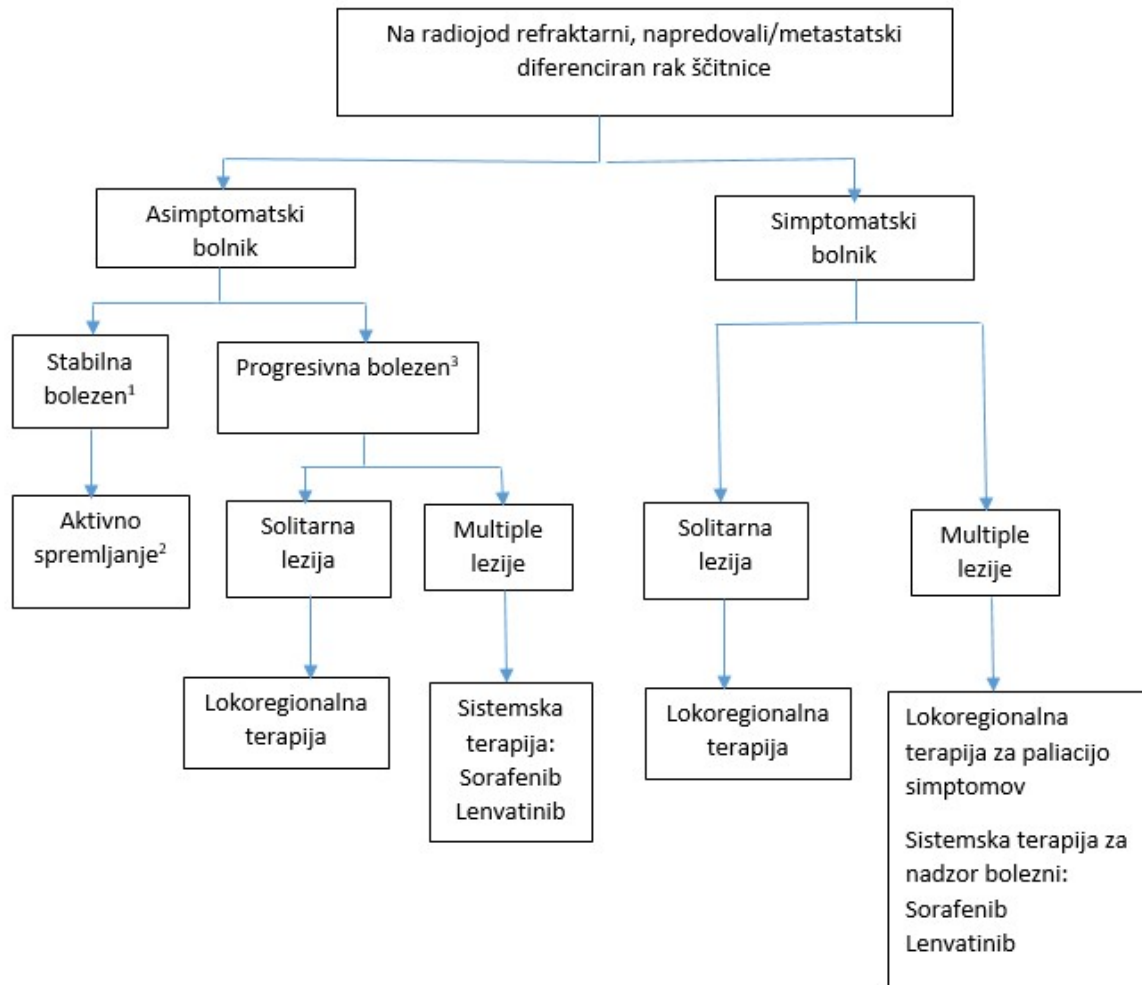 Na radiojod refraktarni, napredovali/metastatski
diferenciran rak ščitnice
Asimptomatski
bolnik
Simptomatski
bolnik
Stabilna
bolezen¹
Progresivna bolezen³
Aktivno
spremljanje²
Solitarna
lezija
Multiple
lezije
Solitarna
lezija
Multiple
lezije
Lokoregionalna
terapija
Sistemska
terapija:
Sorafenib
Lenvatinib
Lokoregionalna
terapija
Lokoregionalna
terapija za paliacijo
simptomov
Sistemska terapija za
nadzor bolezni:
Sorafenib
Lenvatinib